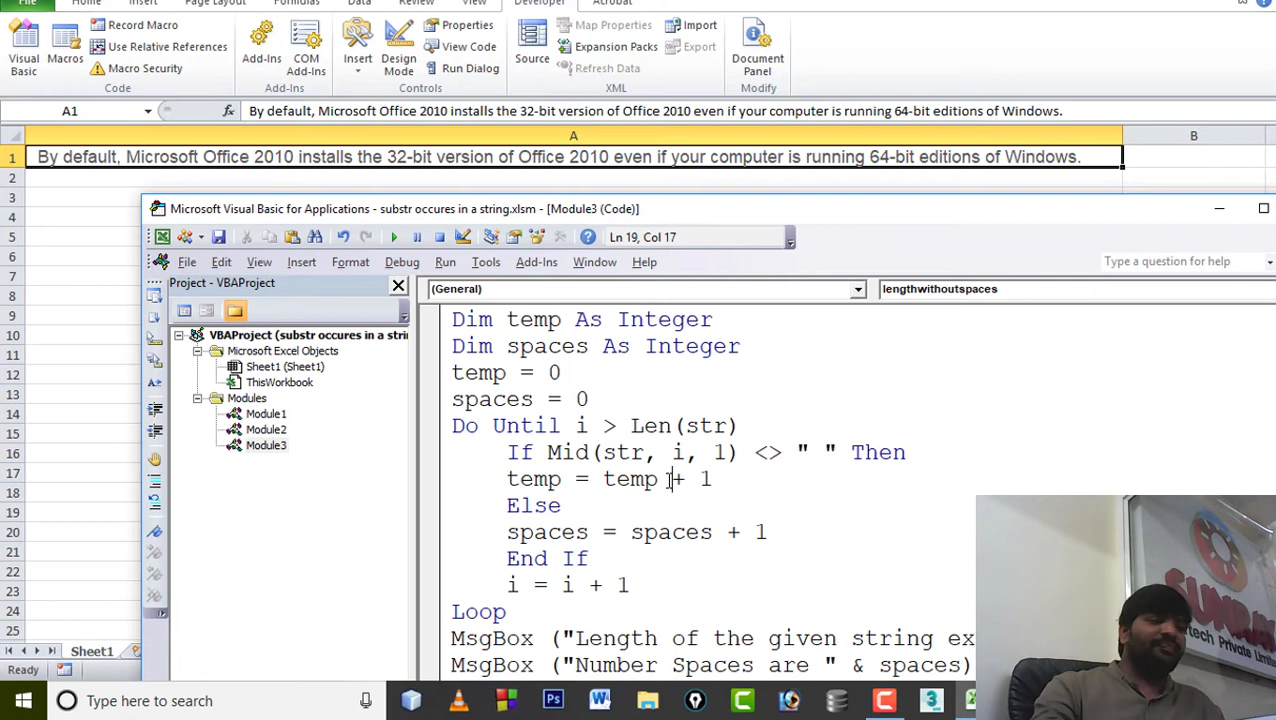 File Home Insert Page Layout Formulas Data Review View Developer Acrobat
Visual Basic
Macros
Record Macro
Use Relative References
Macro Security
Code
Add-Ins
COM Add-Ins
Add-Ins
Insert
Design Mode
Properties
View Code
Run Dialog
Controls
Source
Map Properties
Expansion Packs
Refresh Data
Import
Export
XML
Document Panel
Modify
A1 fx By default, Microsoft Office 2010 installs the 32-bit version of Office 2010 even if your computer is running 64-bit editions of Windows.
A B
1 By default, Microsoft Office 2010 installs the 32-bit version of Office 2010 even if your computer is running 64-bit editions of Windows.
2
3
4
5
6
7
8
9
10
11
12
13
14
15
16
17
18
19
20
21
22
23
24
25
Microsoft Visual Basic for Applications - substr occures in a string.xlsm - [Module3 (Code)]
Ln 19, Col 17
File Edit View Insert Format Debug Run Tools Add-Ins Window Help
Type a question for help
Project - VBAProject
(General)
lengthwithoutspaces
VBAProject (substr occures in a stri
Microsoft Excel Objects
Sheet1 (Sheet1)
ThisWorkbook
Modules
Module1
Module2
Module3
Dim temp As Integer
Dim spaces As Integer
temp = 0
spaces = 0
Do Until i > Len(str)
If Mid(str, i, 1) <> " " Then
temp = temp + 1
Else
spaces = spaces + 1
End If
i = i + 1
Loop
MsgBox ("Length of the given string ex
MsgBox ("Number Spaces are " & spaces)
Sheet1
Ready
Type here to search